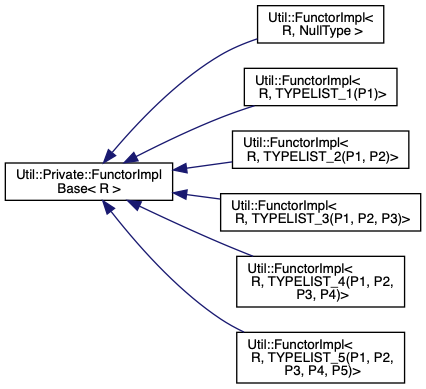 Util::FunctorImpl<
R, NullType >
Util::FunctorImpl<
R, TYPELIST_1(P1)>
Util::FunctorImpl<
R, TYPELIST_2(P1, P2)>
Util::Private::FunctorImpl
Base< R >
Util::FunctorImpl<
R, TYPELIST_3(P1, P2, P3)>
Util::FunctorImpl<
R, TYPELIST_4(P1, P2,
P3, P4)>
Util::FunctorImpl<
R, TYPELIST_5(P1, P2,
P3, P4, P5)>